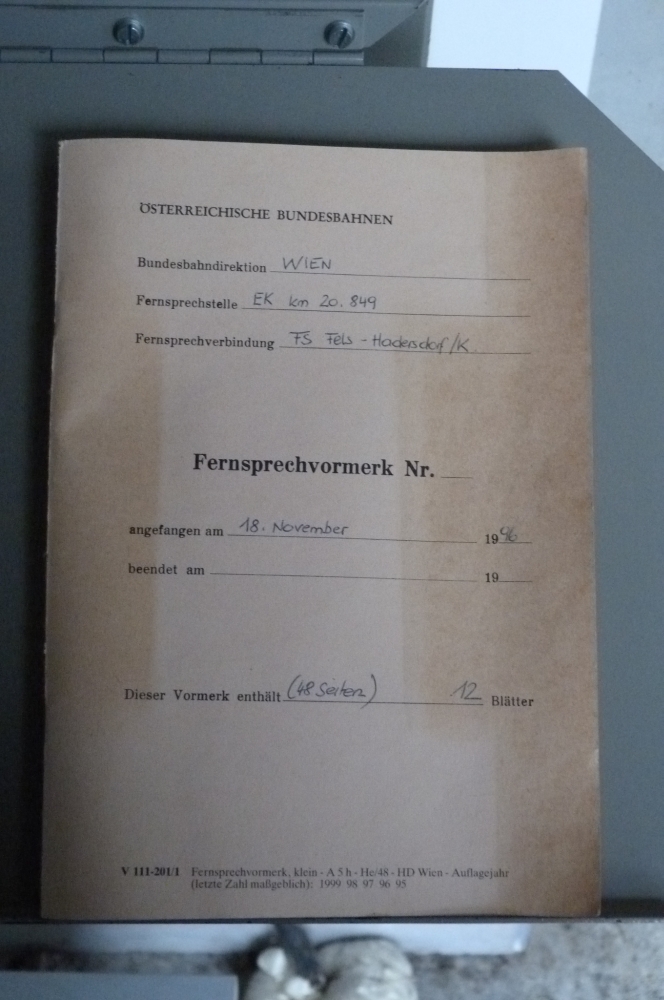 ÖSTERREICHISCHE BUNDESBAHNEN
Bundesbahndirektion WIEN
Fernsprechstelle EK km 20.849
Fernsprechverbindung FS Fels - Hadersdorf/K.
Fernsprechvormerk Nr.
angefangen am 18. November 1996
beendet am 19
Dieser Vormerk enthält (48 Seiten) 12 Blätter
V 111-201/1 Fernsprechvormerk, klein - A 5 h - He/48 - HD Wien - Auflagejahr
(letzte Zahl maßgeblich): 1999 98 97 96 95